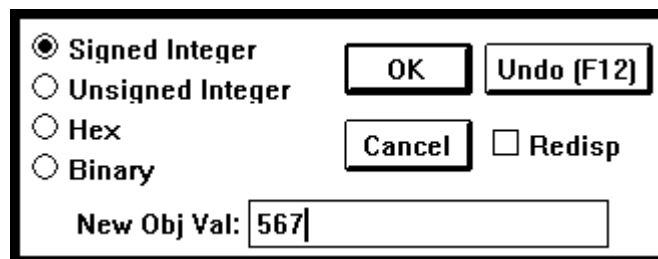 Signed Integer
Unsigned Integer
Hex
Binary
OK
Undo (F12)
Cancel
Redisp
New Obj Val: 567